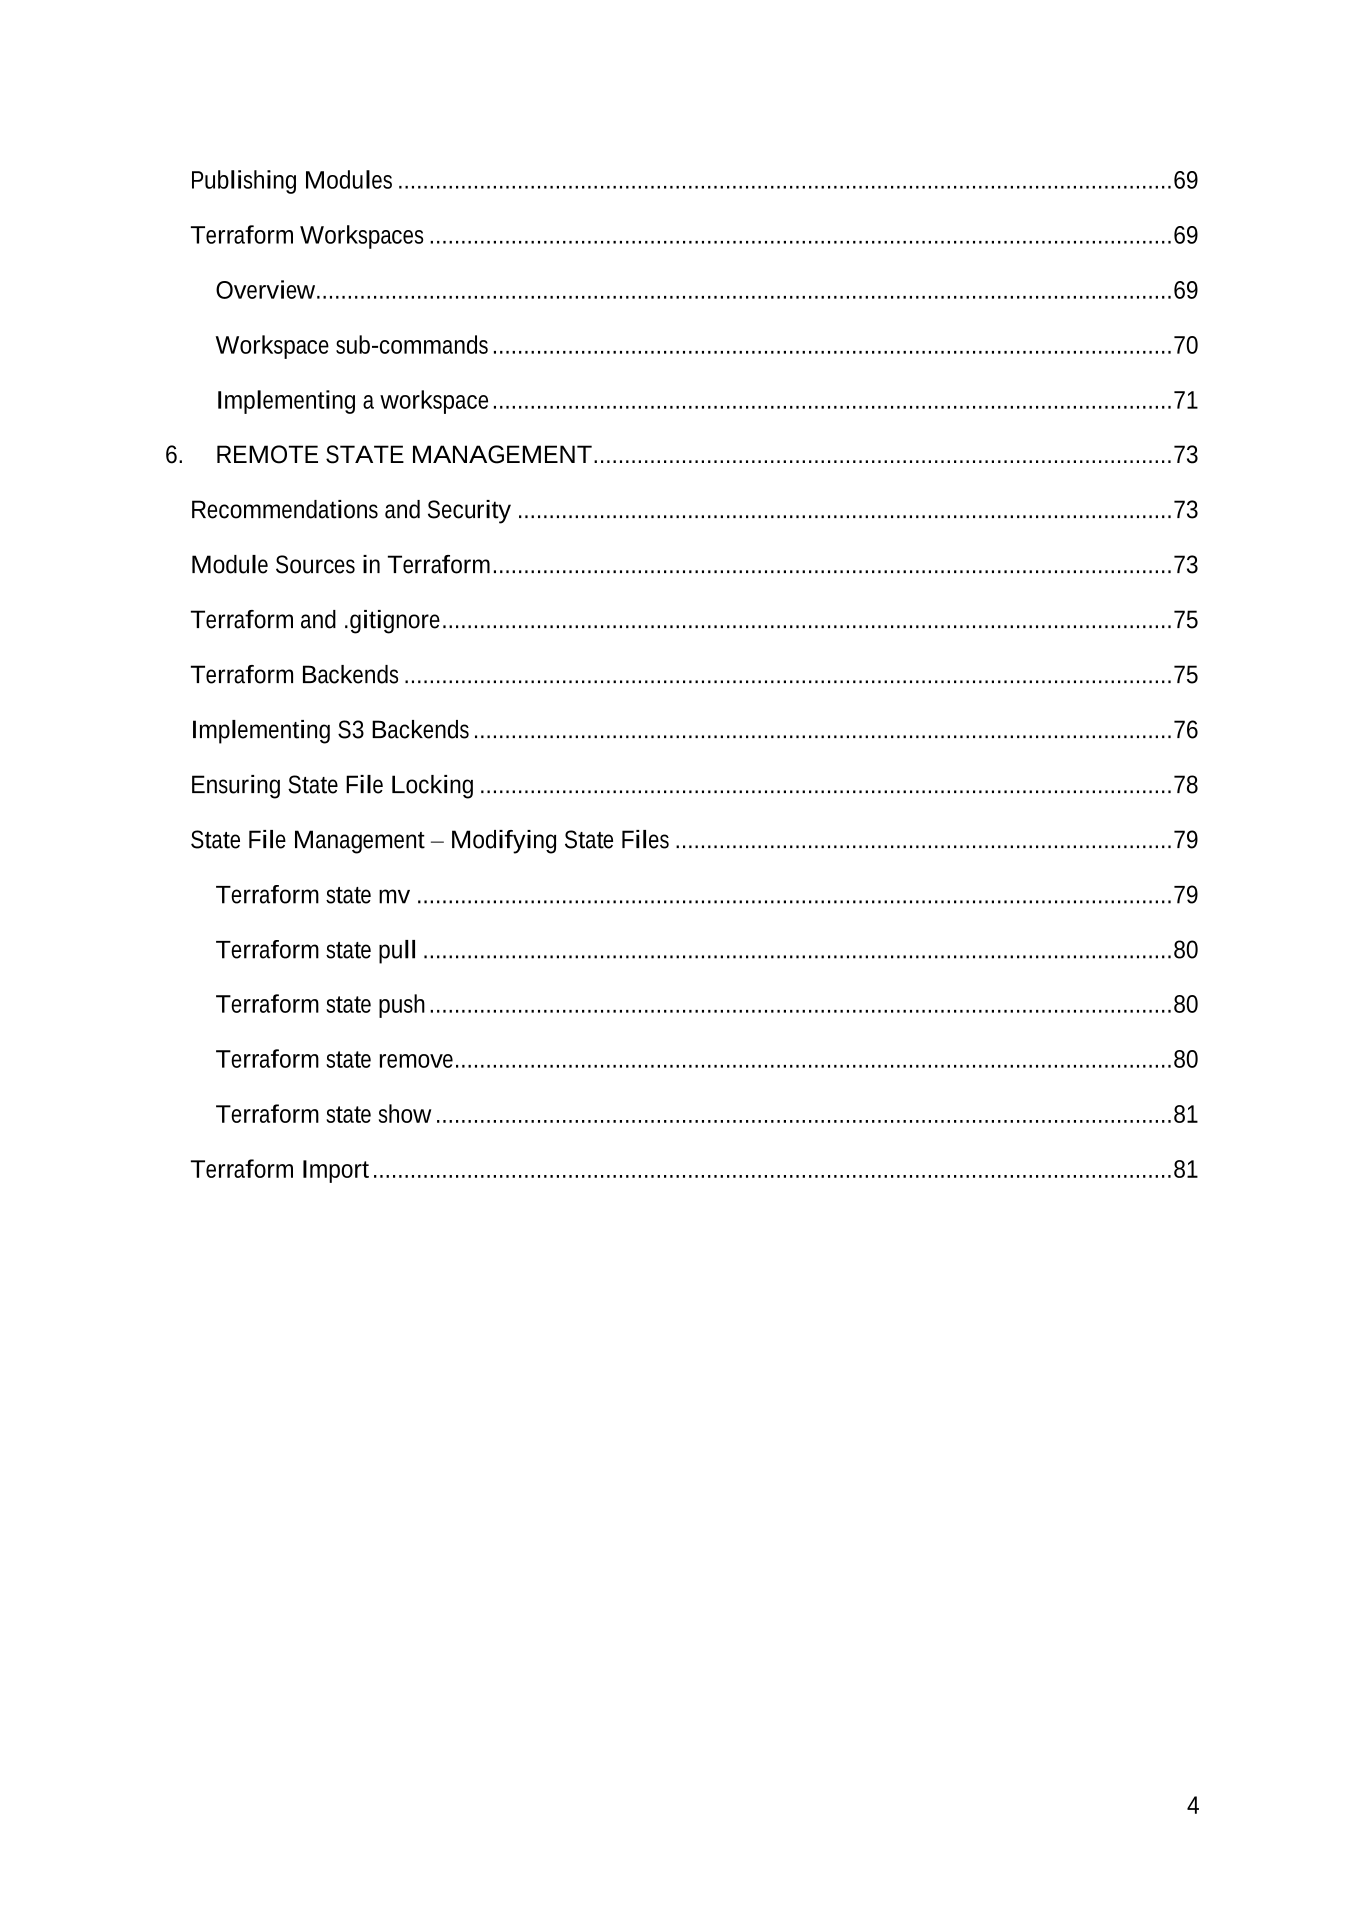 Publishing Modules ........................................................................................................................69
Terraform Workspaces ...................................................................................................................69
Overview.....................................................................................................................................69
Workspace sub-commands .........................................................................................................70
Implementing a workspace .........................................................................................................71
6. REMOTE STATE MANAGEMENT..........................................................................................73
Recommendations and Security .....................................................................................................73
Module Sources in Terraform.........................................................................................................73
Terraform and .gitignore.................................................................................................................75
Terraform Backends .......................................................................................................................75
Implementing S3 Backends ............................................................................................................76
Ensuring State File Locking ...........................................................................................................78
State File Management – Modifying State Files .............................................................................79
Terraform state mv .....................................................................................................................79
Terraform state pull ....................................................................................................................80
Terraform state push ...................................................................................................................80
Terraform state remove...............................................................................................................80
Terraform state show ..................................................................................................................81
Terraform Import ............................................................................................................................81
4